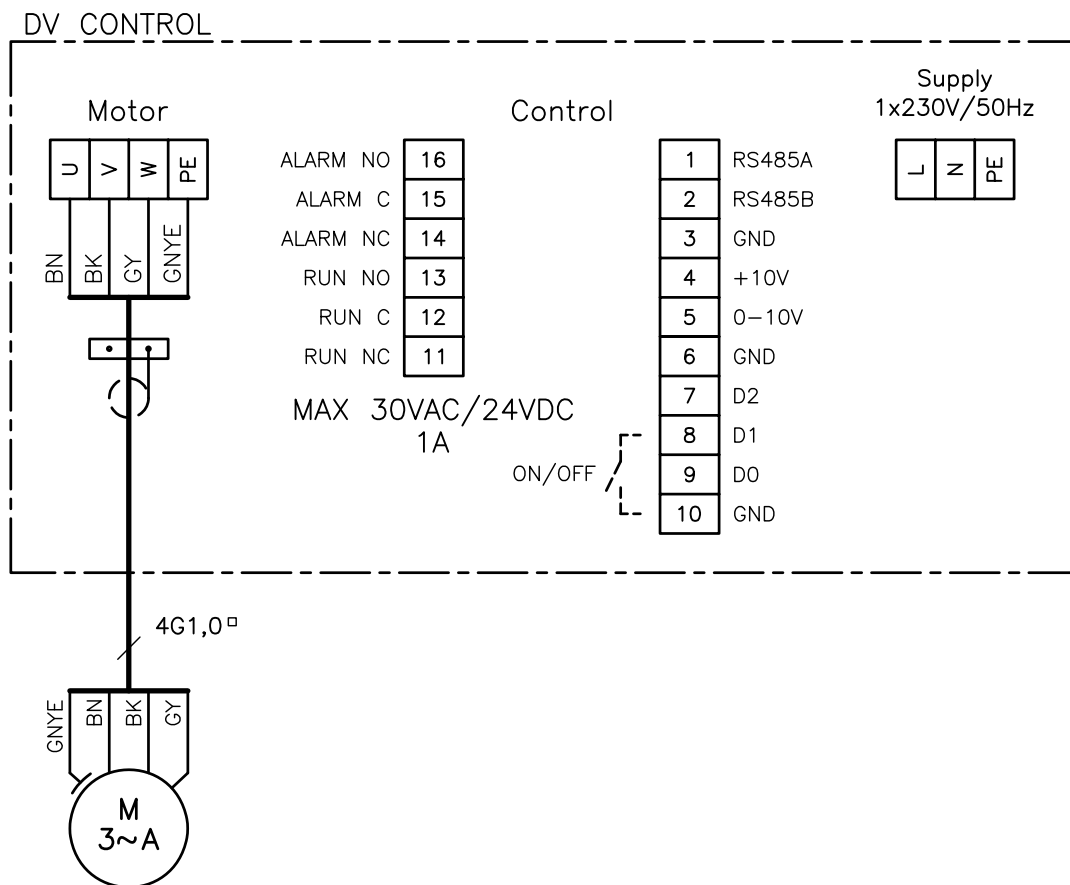 DV CONTROL
Motor
U V W PE
BN BK GY GNYE
Control
ALARM NO 16
ALARM C 15
ALARM NC 14
RUN NO 13
RUN C 12
RUN NC 11
MAX 30VAC/24VDC
1A
1 RS485A
2 RS485B
3 GND
4 +10V
5 0-10V
6 GND
7 D2
8 D1
9 D0
10 GND
ON/OFF
Supply
1x230V/50Hz
L N PE
4G1,0▫
GNYE BN BK GY
M
3~A